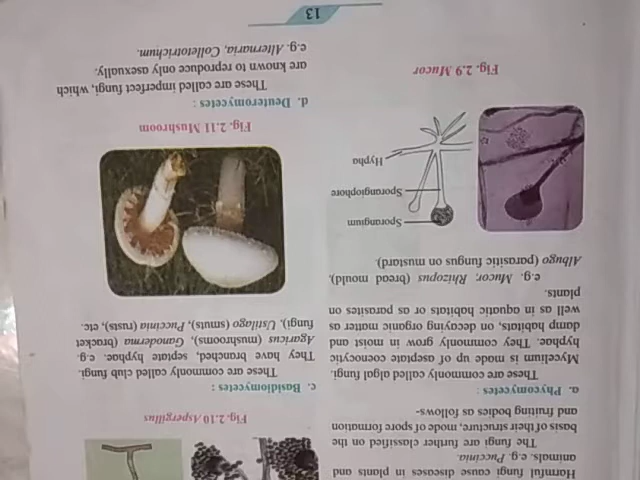 Harmful fungi cause diseases in plants and
animals. e.g. Puccinia.
The fungi are further classified on the
basis of their structure, mode of spore formation
and fruiting bodies as follows-
a. Phycomycetes :
These are commonly called algal fungi.
Mycelium is made up of aseptate coenocytic
hyphae. They commonly grow in moist and
damp habitats, on decaying organic matter as
well as in aquatic habitats or as parasites on
plants.
e.g. Mucor, Rhizopus (bread mould),
Albugo (parasitic fungus on mustard).
Sporangium
Sporangiophore
Hypha
Fig. 2.9 Mucor
Fig. 2.10 Aspergillus
c. Basidiomycetes :
These are commonly called club fungi.
They have branched, septate hyphae. e.g.
Agaricus (mushrooms), Ganoderma (bracket
fungi), Ustilago (smuts), Puccinia (rusts), etc.
Fig. 2.11 Mushroom
d. Deuteromycetes :
These are called imperfect fungi, which
are known to reproduce only asexually.
e.g. Alternaria, Colletotrichum.
13